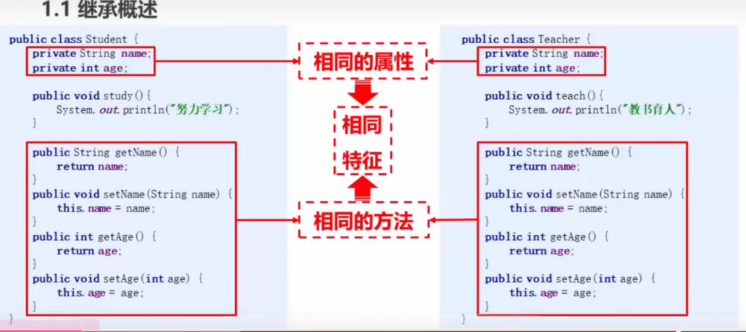 1.1 继承概述
public class Student {
private String name;
private int age;
public void study(){
System.out.println("努力学习");
}
public String getName() {
return name;
}
public void setName(String name) {
this.name = name;
}
public int getAge() {
return age;
}
public void setAge(int age) {
this.age = age;
}
}
相同的属性
相同
特征
相同的方法
public class Teacher {
private String name;
private int age;
public void teach(){
System.out.println("教书育人");
}
public String getName() {
return name;
}
public void setName(String name) {
this.name = name;
}
public int getAge() {
return age;
}
public void setAge(int age) {
this.age = age;
}
}